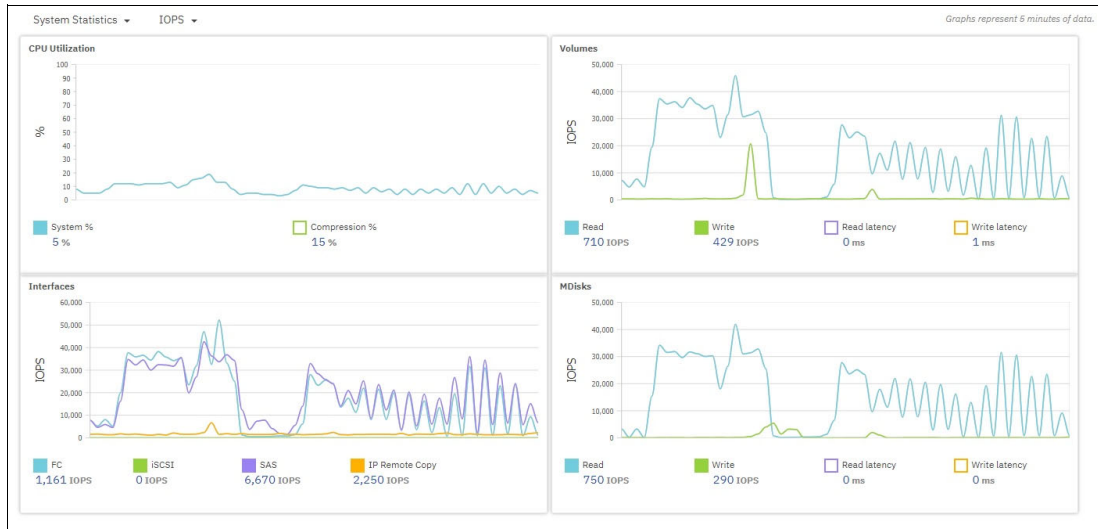 System Statistics
IOPS
Graphs represent 5 minutes of data.
CPU Utilization
100
90
80
70
60
50
40
30
20
10
0
%
System %
5 %
Compression %
15 %
Volumes
50,000
40,000
30,000
20,000
10,000
0
IOPS
Read
710 IOPS
Write
429 IOPS
Read latency
0 ms
Write latency
1 ms
Interfaces
60,000
50,000
40,000
30,000
20,000
10,000
0
IOPS
FC
1,161 IOPS
iSCSI
0 IOPS
SAS
6,670 IOPS
IP Remote Copy
2,250 IOPS
MDisks
50,000
40,000
30,000
20,000
10,000
0
IOPS
Read
750 IOPS
Write
290 IOPS
Read latency
0 ms
Write latency
0 ms